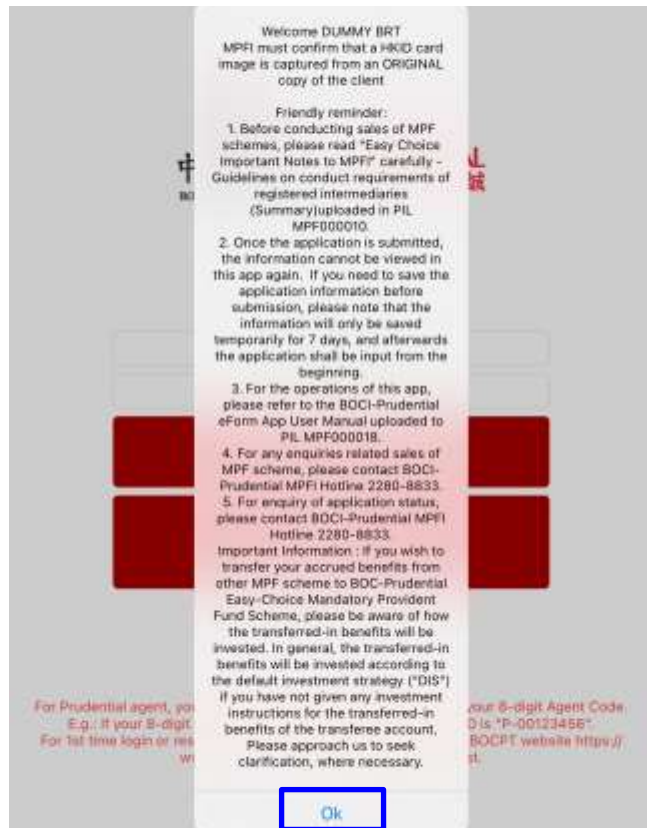 Welcome DUMMY BRT
MPFI must confirm that a HKID card
image is captured from an ORIGINAL
copy of the client
Friendly reminder:
1. Before conducting sales of MPF
schemes, please read "Easy Choice
Important Notes to MPFI" carefully -
Guidelines on conduct requirements of
registered intermediaries
(Summary)uploaded in PIL
MPF000010.
2. Once the application is submitted,
the information cannot be viewed in
this app again. If you need to save the
application information before
submission, please note that the
information will only be saved
temporarily for 7 days, and afterwards
the application shall be input from the
beginning.
3. For the operations of this app,
please refer to the BOCI-Prudential
eForm App User Manual uploaded to
PIL MPF000018.
4. For any enquiries related sales of
MPF scheme, please contact BOCI-
Prudential MPFI Hotline 2280-8833.
5. For enquiry of application status,
please contact BOCI-Prudential MPFI
Hotline 2280-8833.
Important Information : If you wish to
transfer your accrued benefits from
other MPF scheme to BOC-Prudential
Easy-Choice Mandatory Provident
Fund Scheme, please be aware of how
the transferred-in benefits will be
invested. In general, the transferred-in
benefits will be invested according to
the default investment strategy ("DIS")
if you have not given any investment
instructions for the transferred-in
benefits of the transferee account.
Please approach us to seek
clarification, where necessary.
Ok
中 誠
For Prudential agent, your 8-digit Agent Code.
E.g.: If your 8-digit is "P-00123456".
For 1st time login or BOCPT website https://